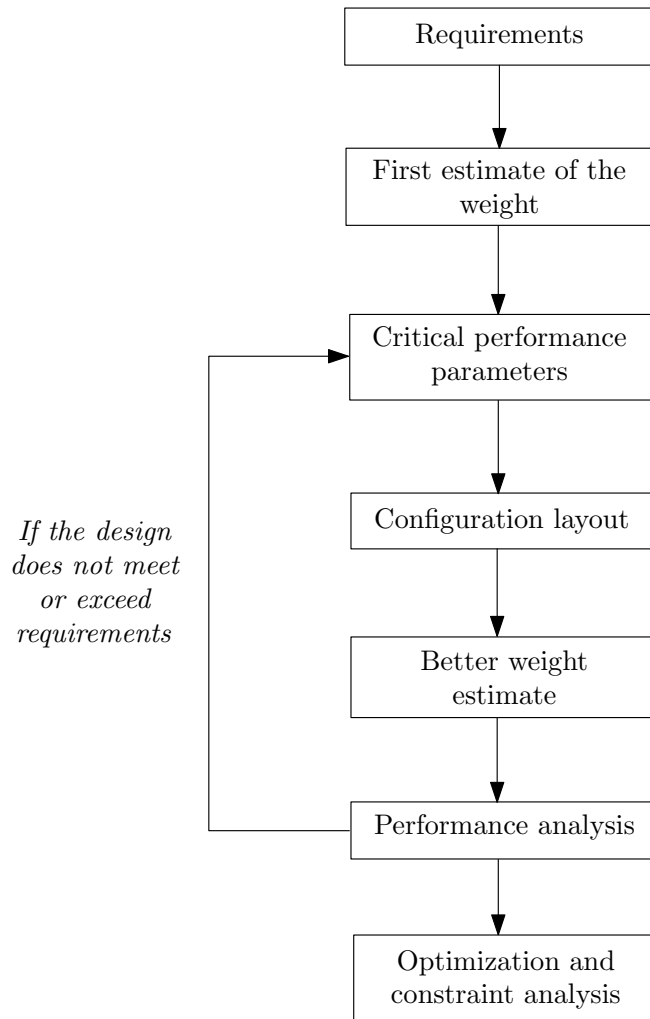 Requirements
First estimate of the
weight
Critical performance
parameters
Configuration layout
If the design
does not meet
or exceed
requirements
Better weight
estimate
Performance analysis
Optimization and
constraint analysis